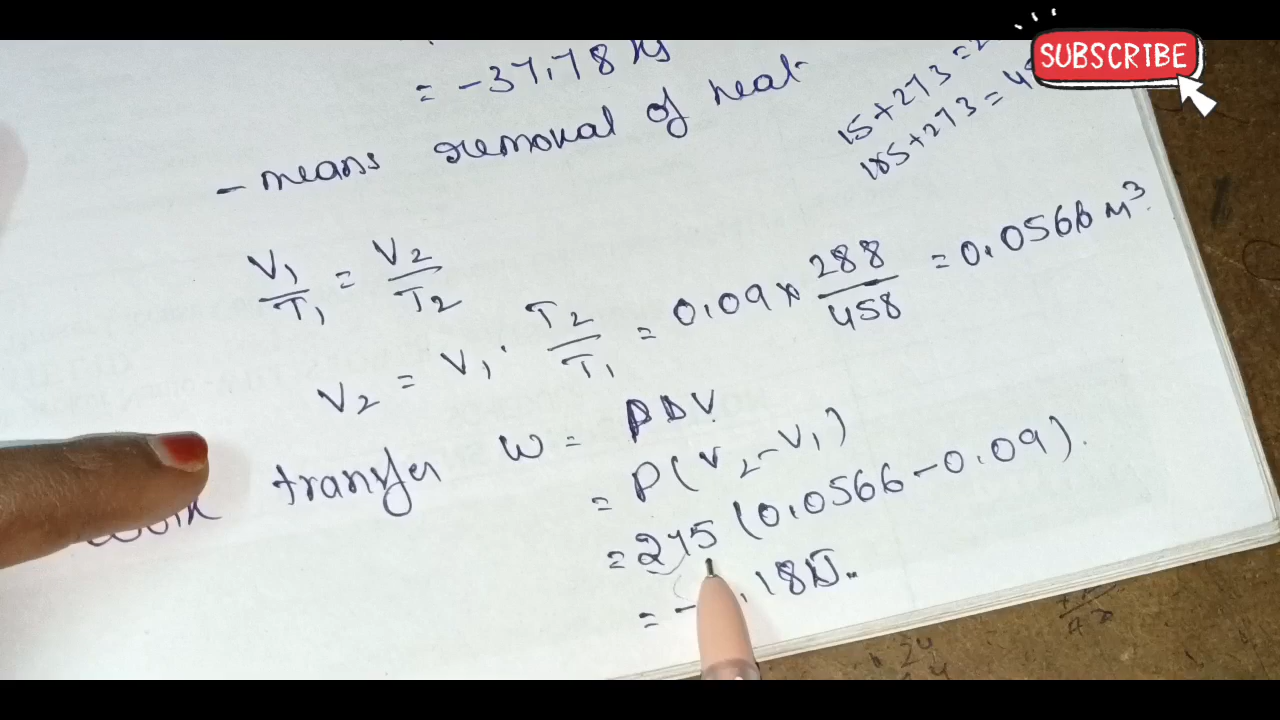 SUBSCRIBE
= -37.78 kJ
- means removal of heat
15+273 =
185+273 =
V1/T1 = V2/T2
V2 = V1 . T2/T1 = 0.09 x 288/458 = 0.0566 M³.
transfer W = PDV
= P(V2-V1)
= 275 (0.0566-0.09).